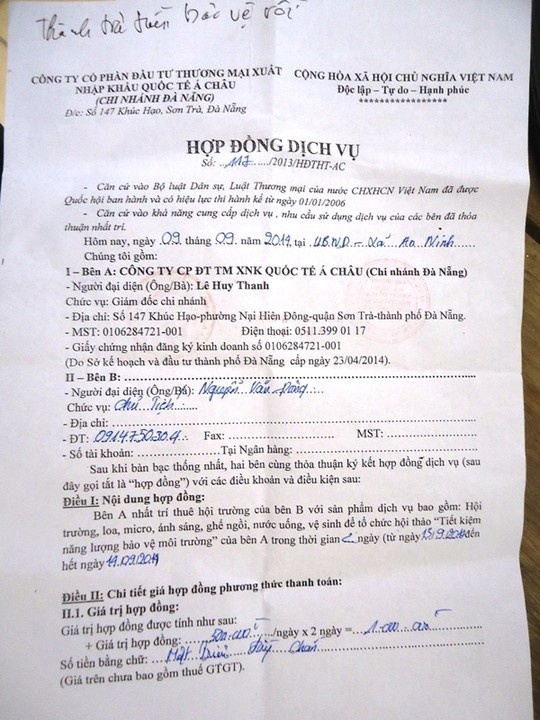 Thành trả tiền bảo vệ rồi
CÔNG TY CỔ PHẦN ĐẦU TƯ THƯƠNG MẠI XUẤT
NHẬP KHẨU QUỐC TẾ Á CHÂU
(CHI NHÁNH ĐÀ NẴNG)
Đ/c: Số 147 Khúc Hạo, Sơn Trà, Đà Nẵng
CỘNG HÒA XÃ HỘI CHỦ NGHĨA VIỆT NAM
Độc lập – Tự do – Hạnh phúc
*****************
HỢP ĐỒNG DỊCH VỤ
Số: ..117...../2013/HĐTHT-AC
- Căn cứ vào Bộ luật Dân sự, Luật Thương mại của nước CHXHCN Việt Nam đã được
Quốc hội ban hành và có hiệu lực thi hành kể từ ngày 01/01/2006
- Căn cứ vào khả năng cung cấp dịch vụ , nhu cầu sử dụng dịch vụ của các bên đã thỏa
thuận nhất trí.
Hôm nay, ngày 09. tháng 09. năm 2014, tại UBND – Xã An Ninh
Chúng tôi gồm:
I – Bên A: CÔNG TY CP ĐT TM XNK QUỐC TẾ Á CHÂU (Chi nhánh Đà Nẵng)
- Người đại diện (Ông/Bà): Lê Huy Thanh
Chức vụ: Giám đốc chi nhánh
- Địa chỉ: Số 147 Khúc Hạo-phường Nại Hiên Đông-quận Sơn Trà-thành phố Đà Nẵng.
- MST: 0106284721-001 Điện thoại: 0511.399 01 17
- Giấy chứng nhận đăng ký kinh doanh số 0106284721-001
(Do Sở kế hoạch và đầu tư thành phố Đà Nẵng cấp ngày 23/04/2014).
II – Bên B: ........................................
- Người đại diện (Ông/Bà): Nguyễn Văn
Chức vụ: Chủ Tịch
- Địa chỉ: ........................................
- ĐT: Fax: .................... MST: ....................
- Số tài khoản: .................... Tại Ngân hàng: ....................
Sau khi bàn bạc thống nhất, hai bên cùng thỏa thuận ký kết hợp đồng dịch vụ (sau
đây gọi tắt là “hợp đồng”) với các điều khoản và điều kiện sau:
Điều I: Nội dung hợp đồng:
Bên A nhất trí thuê hội trường của bên B với sản phẩm dịch vụ bao gồm: Hội
trường, loa, micro, ánh sáng, ghế ngồi, nước uống, vệ sinh để tổ chức hội thảo “Tiết kiệm
năng lượng bảo vệ môi trường” của bên A trong thời gian 2 ngày (từ ngày đến
hết ngày
Điều II: Chi tiết giá hợp đồng phương thức thanh toán:
II.1. Giá trị hợp đồng:
Giá trị hợp đồng được tính như sau:
+ Giá trị hợp đồng: ..500.000đ...../ngày x 2 ngày =...1.000.000đ
Số tiền bằng chữ: ...Một triệu chẵn
(Giá trên chưa bao gồm thuế GTGT).